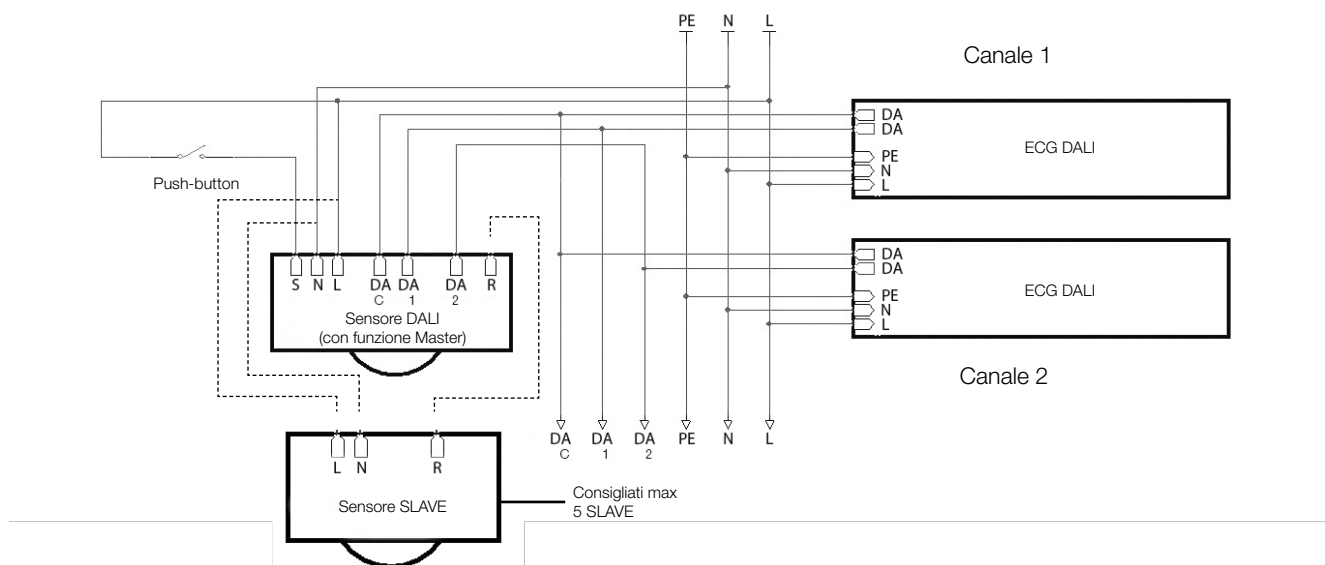 PE N L
Canale 1
DA
DA
ECG DALI
PE
N
L
Push-button
DA
DA
ECG DALI
PE
N
L
S N L DA C DA 1 DA 2 R
Sensore DALI
(con funzione Master)
Canale 2
DA C DA 1 DA 2 PE N L
L N R
Sensore SLAVE
Consigliati max
5 SLAVE